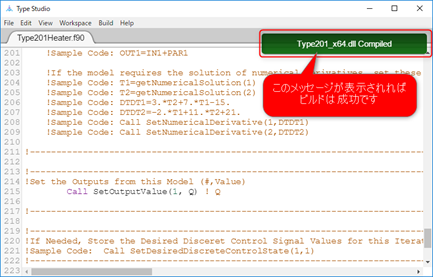 Type Studio
File Edit View Workspace Build Help
Type201Heater.f90
Type201_x64.dll Compiled
このメッセージが表示されれば
ビルドは 成功です
201 !Sample Code: OUT1=IN1+PAR1
202
203 !If the model requires the solution of numerical derivatives, set these
204 !Sample Code: T1=getNumericalSolution(1)
205 !Sample Code: T2=getNumericalSolution(2)
206 !Sample Code: DTDT1=3.*T2+7.*T1-15.
207 !Sample Code: DTDT2=-2.*T1+11.*T2+21.
208 !Sample Code: Call SetNumericalDerivative(1,DTDT1)
209 !Sample Code: Call SetNumericalDerivative(2,DTDT2)
210
211 !-----------------------------------------------------------
212
213 !-----------------------------------------------------------
214 !Set the Outputs from this Model (#,Value)
215 Call SetOutputValue(1, Q) ! Q
216
217 !-----------------------------------------------------------
218
219 !-----------------------------------------------------------
220 !If Needed, Store the Desired Disceret Control Signal Values for this Iterat
221 !Sample Code: Call SetDesiredDiscreteControlState(1,1)
222 !-----------------------------------------------------------
223